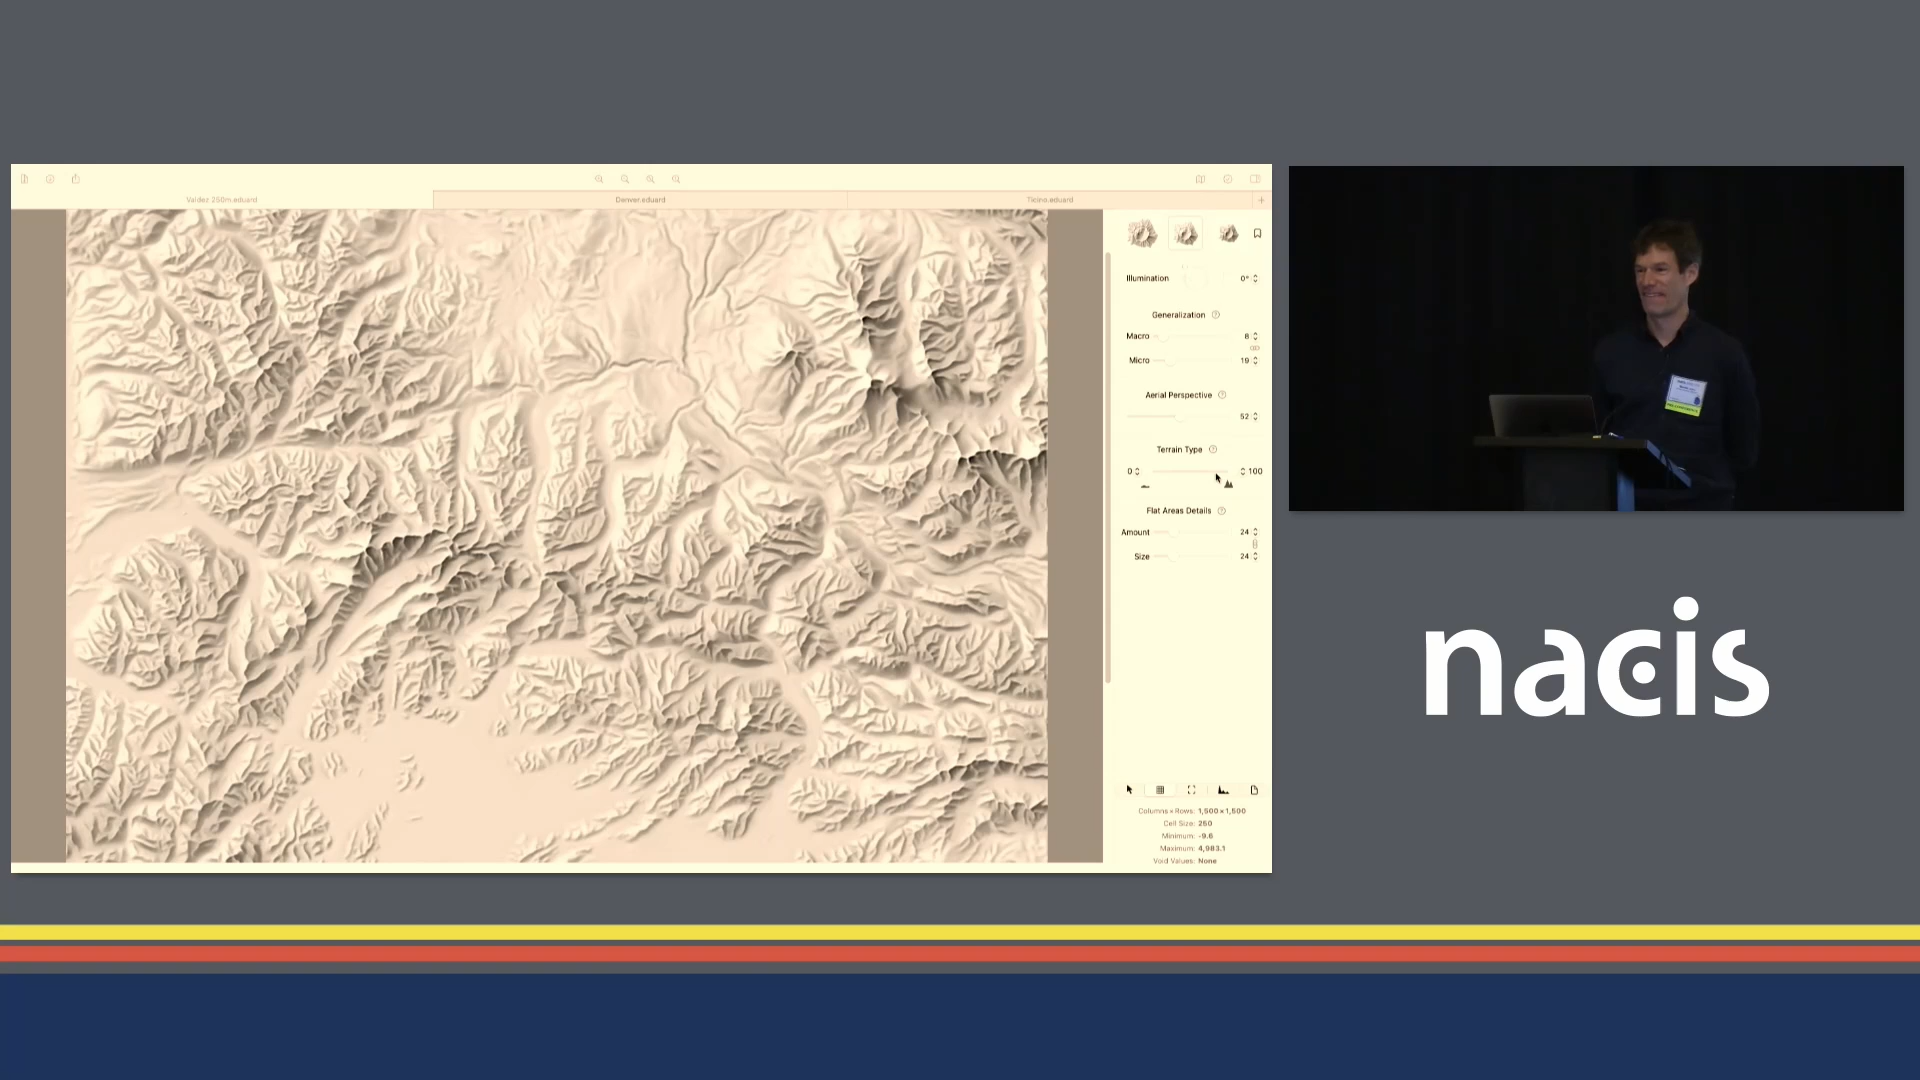 Valdez 250m.eduard
Denver.eduard
Ticino.eduard
+
Illumination 0°
Generalization ?
Macro 8
Micro 19
Aerial Perspective ?
52
Terrain Type ?
0 100
Flat Areas Details ?
Amount 24
Size 24
Columns × Rows: 1,500×1,500
Cell Size: 250
Minimum: -9.6
Maximum: 4,983.1
Void Values: None
nacis